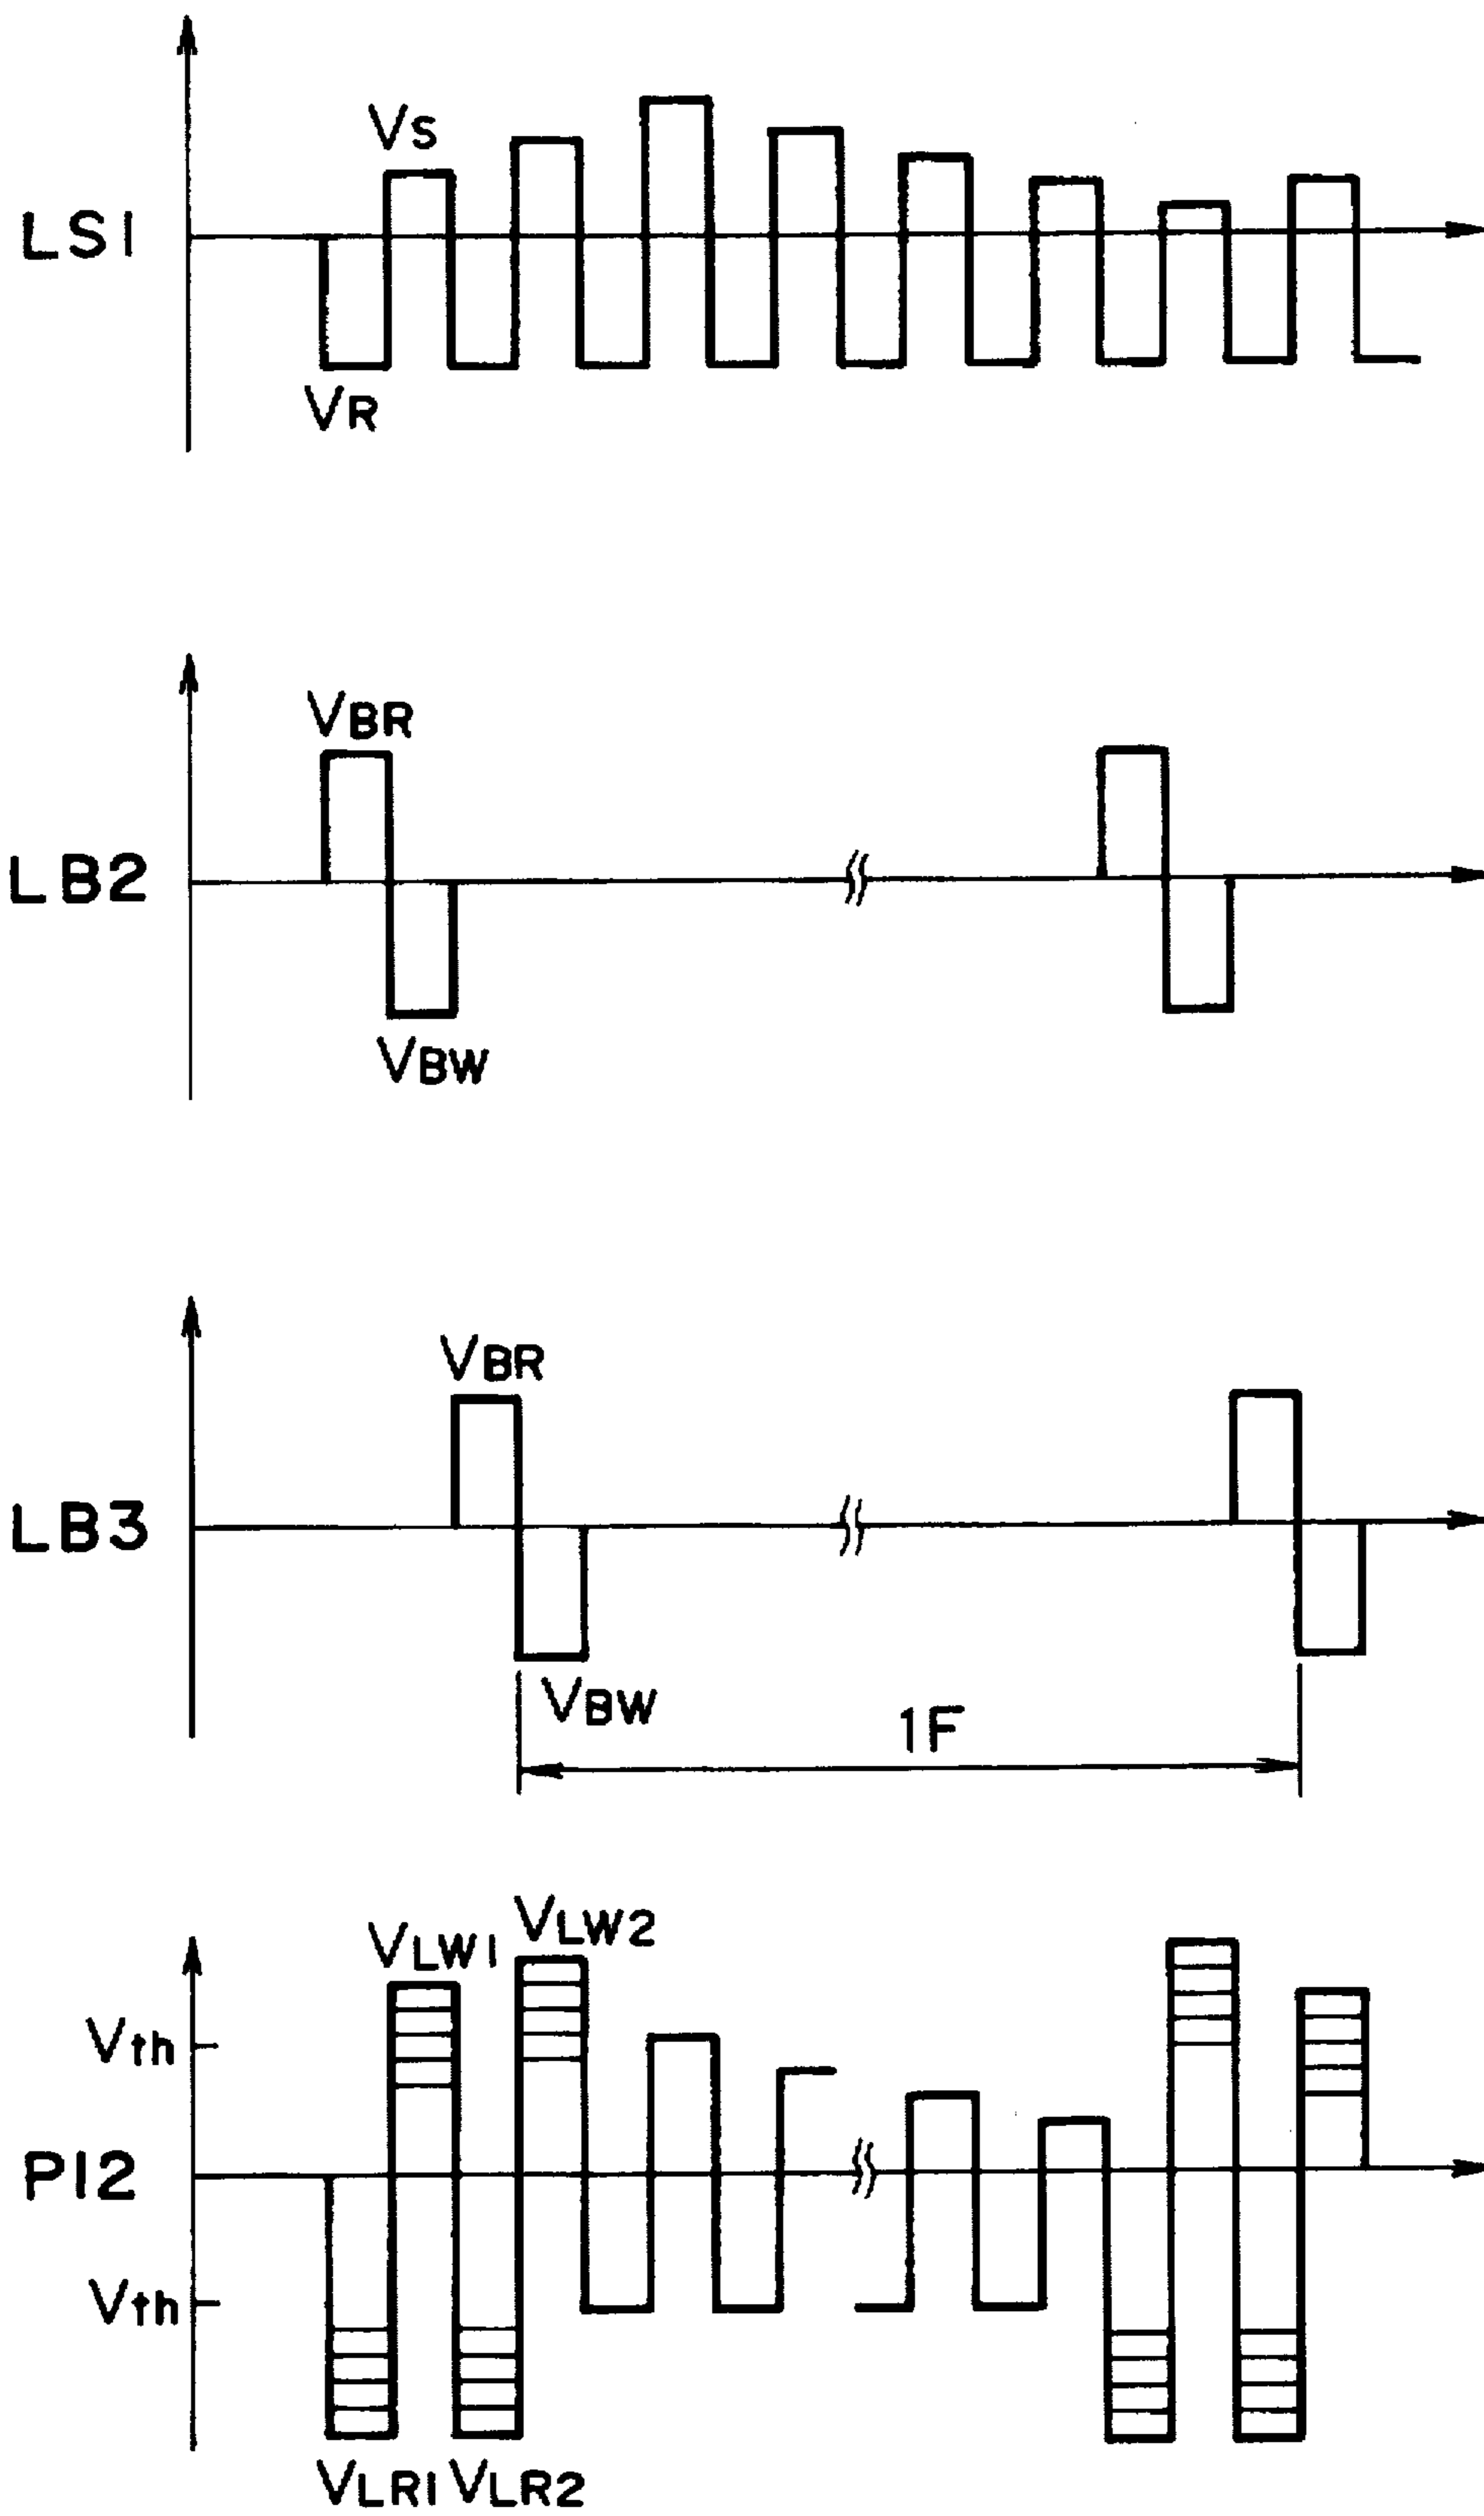 VS
LS1
VR
VBR
LB2
VBW
VBR
LB3
VBW
1F
VLW1 VLW2
Vth
P12
Vth
VLR1 VLR2